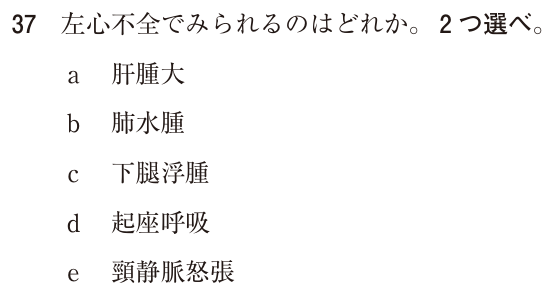 37 左心不全でみられるのはどれか。2つ選べ。
a 肝腫大
b 肺水腫
c 下腿浮腫
d 起座呼吸
e 頸静脈怒張